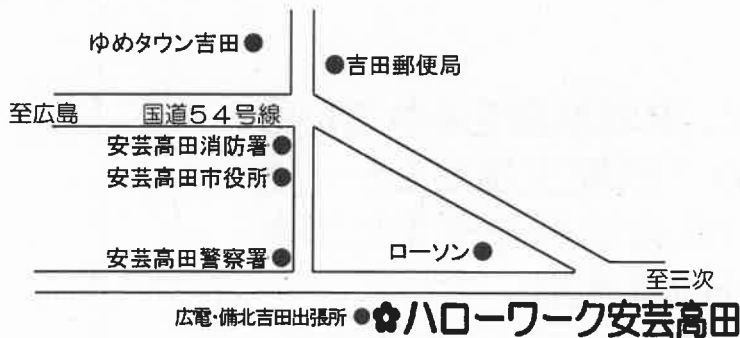 ゆめタウン吉田
吉田郵便局
至広島
国道54号線
安芸高田消防署
安芸高田市役所
安芸高田警察署
ローソン
至三次
広電・備北吉田出張所
ハローワーク安芸高田